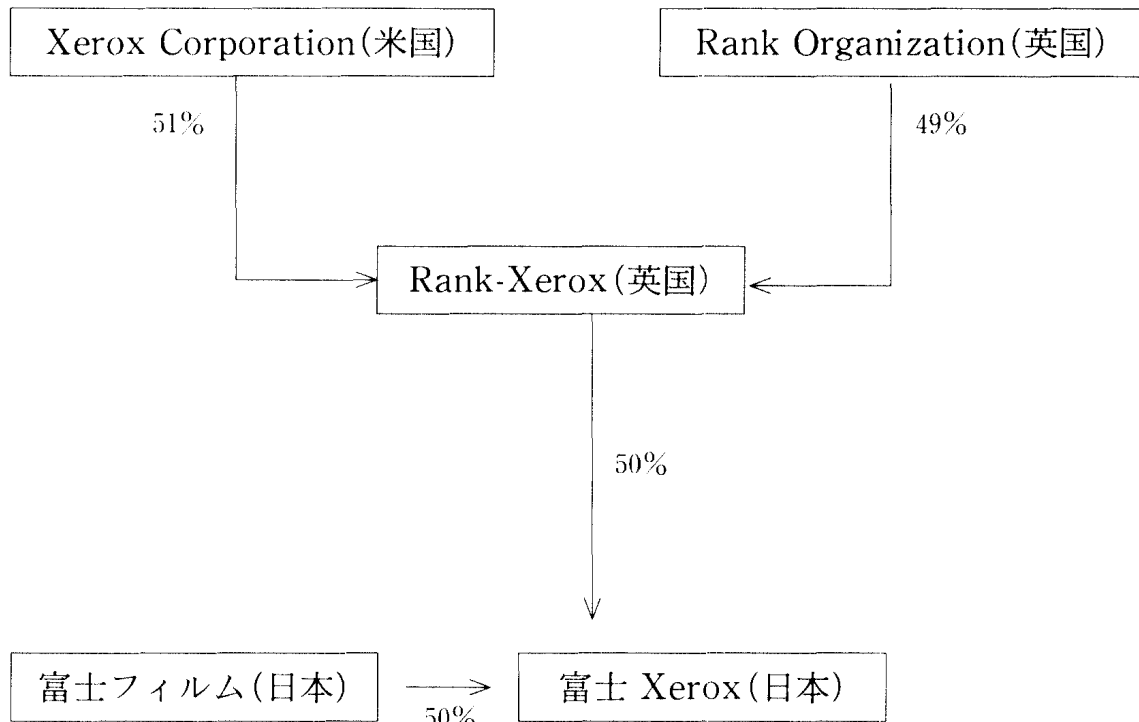 Xerox Corporation(米国)
Rank Organization(英国)
51%
49%
Rank-Xerox(英国)
50%
富士フィルム(日本)
富士 Xerox(日本)
50%